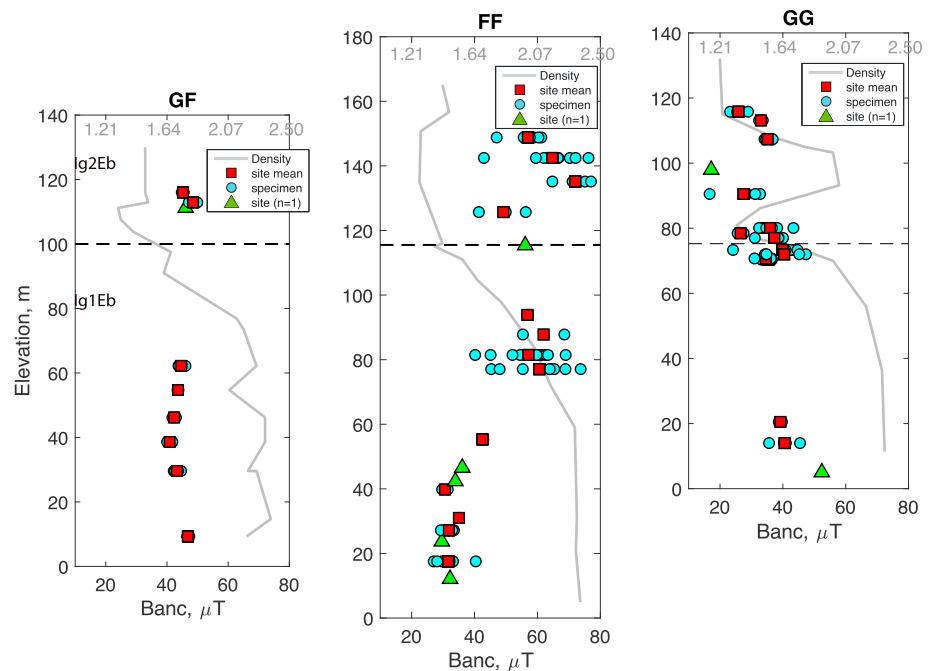 GF
1.21 1.64 2.07 2.50
140
120
100
80
60
40
20
0
Elevation, m
Ig2Eb
Ig1Eb
Density
site mean
specimen
site (n=1)
20 40 60 80
Banc, μT
FF
1.21 1.64 2.07 2.50
180
160
140
120
100
80
60
40
20
0
Density
site mean
specimen
site (n=1)
20 40 60 80
Banc, μT
GG
1.21 1.64 2.07 2.50
140
120
100
80
60
40
20
0
Density
site mean
specimen
site (n=1)
20 40 60 80
Banc, μT